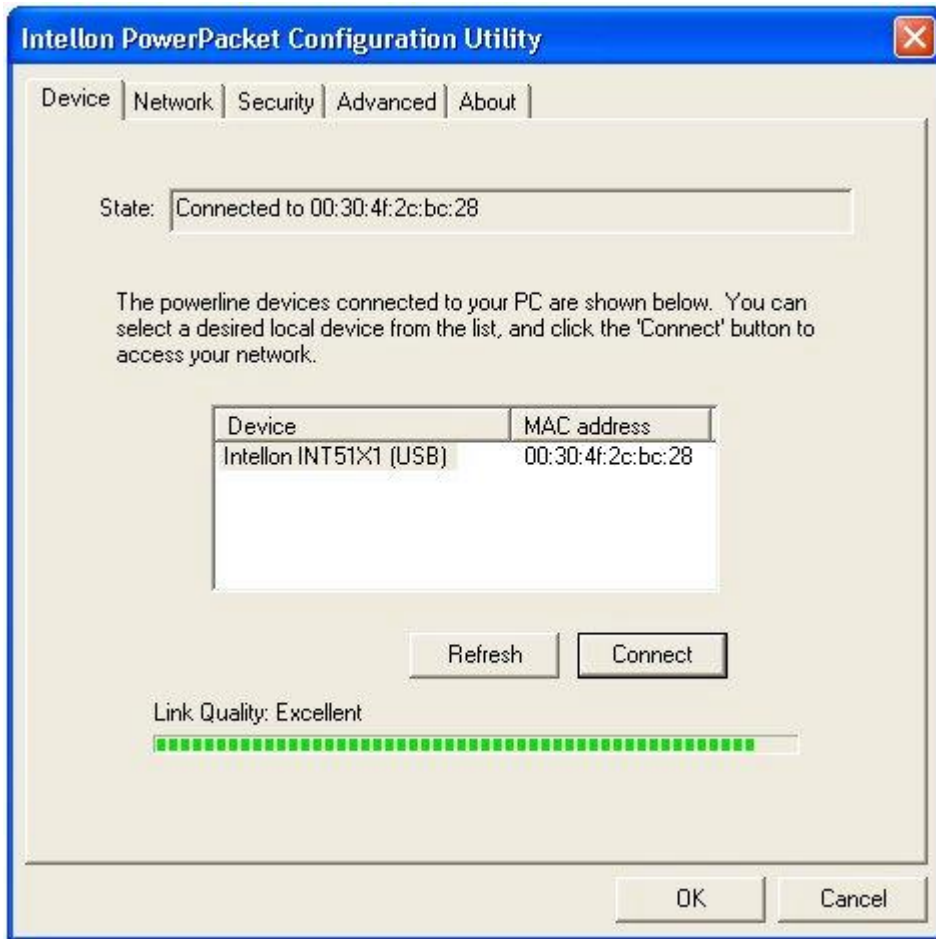 Intellon PowerPacket Configuration Utility
Device Network Security Advanced About
State: Connected to 00:30:4f:2c:bc:28
The powerline devices connected to your PC are shown below. You can
select a desired local device from the list, and click the 'Connect' button to
access your network.
Device MAC address
Intellon INT51X1 (USB) 00:30:4f:2c:bc:28
Refresh Connect
Link Quality: Excellent
OK Cancel